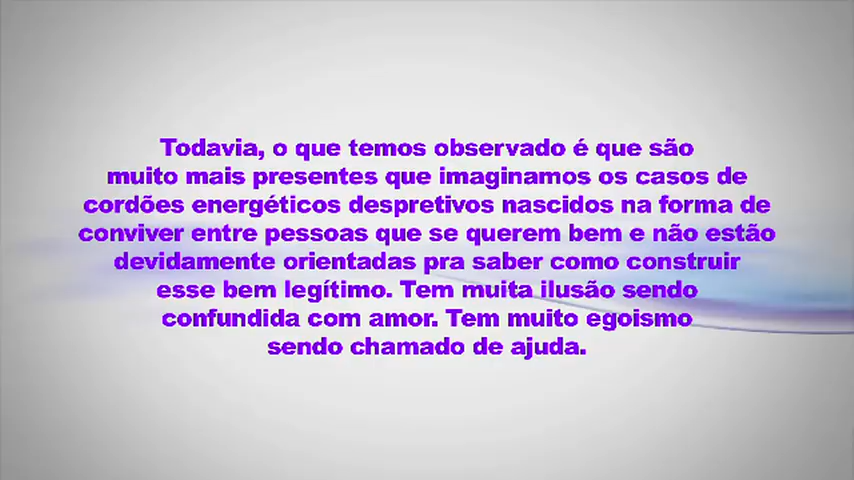 Todavia, o que temos observado é que são
muito mais presentes que imaginamos os casos de
cordões energéticos despretivos nascidos na forma de
conviver entre pessoas que se querem bem e não estão
devidamente orientadas pra saber como construir
esse bem legítimo. Tem muita ilusão sendo
confundida com amor. Tem muito egoismo
sendo chamado de ajuda.